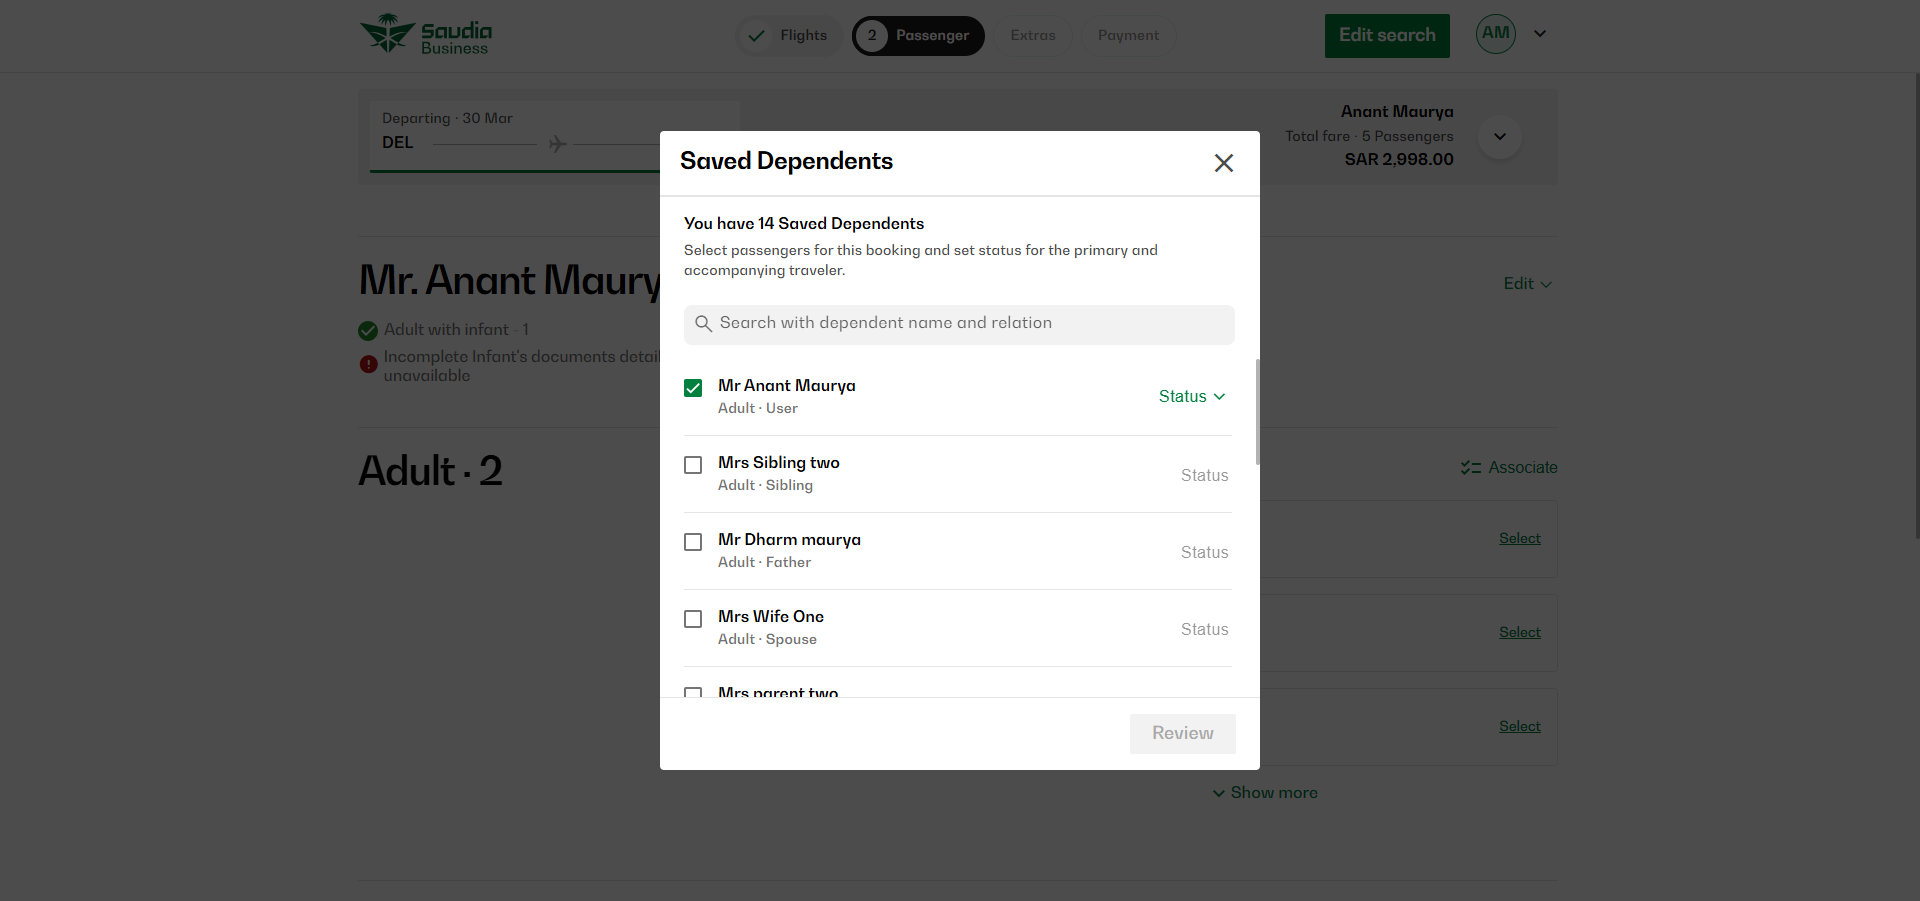 Saudia
Business
Flights
2 Passenger
Extras
Payment
Edit search
AM
Departing · 30 Mar
DEL
Anant Maurya
Total fare · 5 Passengers
SAR 2,998.00
Mr. Anant Maury
Adult with infant · 1
Incomplete Infant's documents detail
unavailable
Edit
Adult · 2
Associate
Select
Select
Select
Show more
Saved Dependents
You have 14 Saved Dependents
Select passengers for this booking and set status for the primary and
accompanying traveler.
Search with dependent name and relation
Mr Anant Maurya
Adult · User
Status
Mrs Sibling two
Adult · Sibling
Status
Mr Dharm maurya
Adult · Father
Status
Mrs Wife One
Adult · Spouse
Status
Mrs parent two
Review